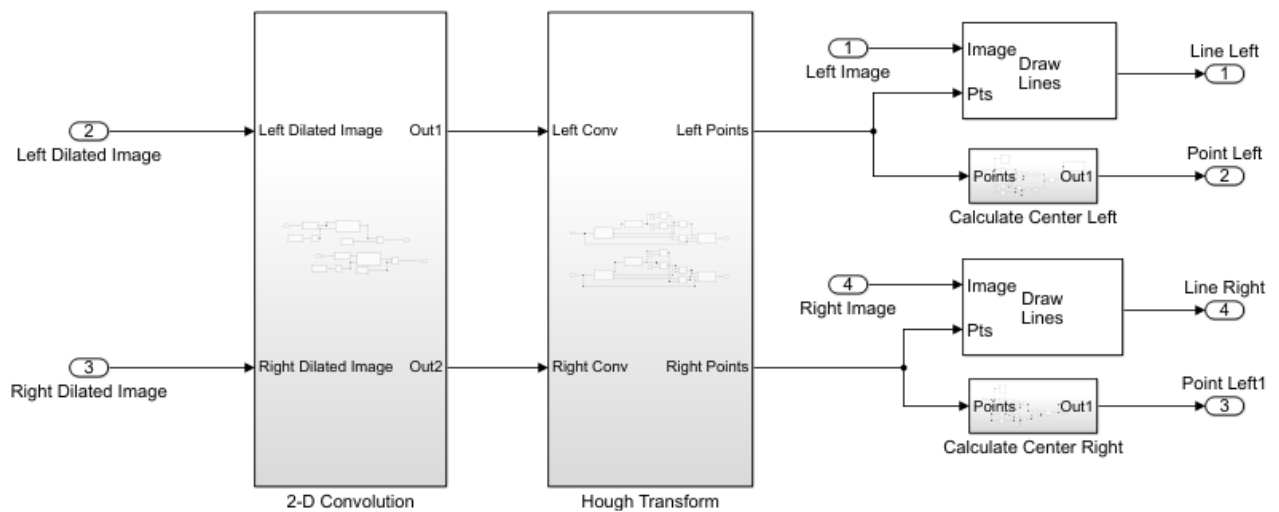 2
Left Dilated Image
3
Right Dilated Image
Left Dilated Image
Out1
Right Dilated Image
Out2
2-D Convolution
Left Conv
Left Points
Right Conv
Right Points
Hough Transform
1
Left Image
Image
Draw
Lines
Pts
Line Left
1
Points
Out1
Calculate Center Left
Point Left
2
4
Right Image
Image
Draw
Lines
Pts
Line Right
4
Points
Out1
Calculate Center Right
Point Left1
3